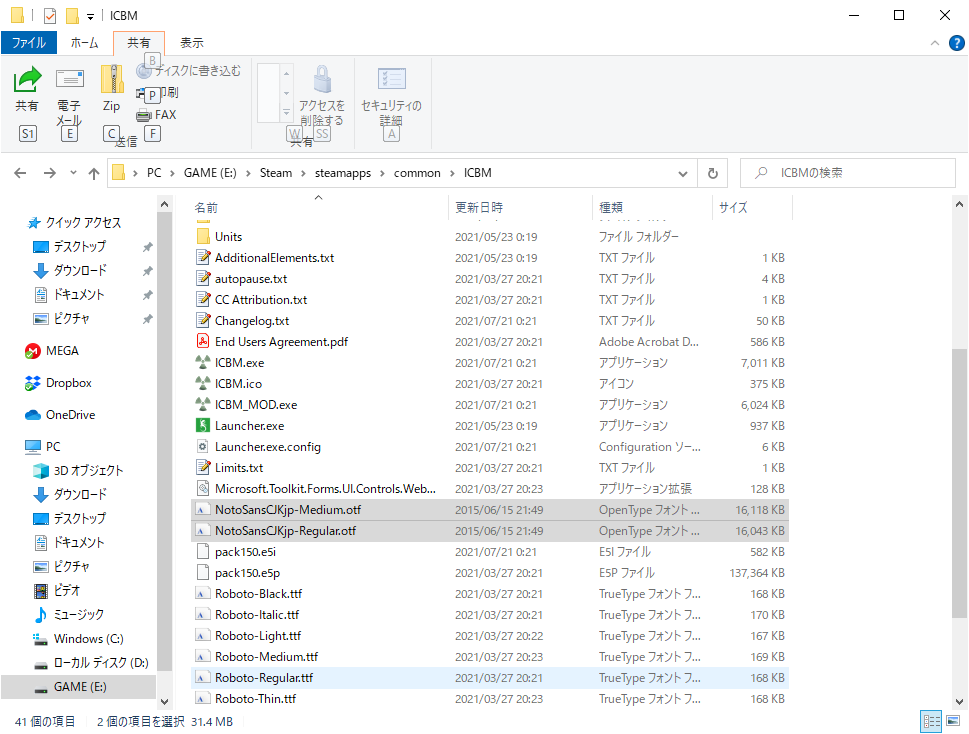 ICBM
ファイル ホーム 共有 表示
共有
電子メール
Zip
ディスクに書き込む
印刷
FAX
アクセスを削除する
セキュリティの詳細
S1 E C B P F W SS A
送信 共有
PC > GAME (E:) > Steam > steamapps > common > ICBM
ICBMの検索
クイック アクセス
デスクトップ
ダウンロード
ドキュメント
ピクチャ
MEGA
Dropbox
OneDrive
PC
3D オブジェクト
ダウンロード
デスクトップ
ドキュメント
ピクチャ
ビデオ
ミュージック
Windows (C:)
ローカル ディスク (D:)
GAME (E:)
名前 更新日時 種類 サイズ
Units 2021/05/23 0:19 ファイル フォルダー
AdditionalElements.txt 2021/05/23 0:19 TXT ファイル 1 KB
autopause.txt 2021/03/27 20:21 TXT ファイル 4 KB
CC Attribution.txt 2021/03/27 20:21 TXT ファイル 1 KB
Changelog.txt 2021/07/21 0:21 TXT ファイル 50 KB
End Users Agreement.pdf 2021/03/27 20:21 Adobe Acrobat D... 586 KB
ICBM.exe 2021/07/21 0:21 アプリケーション 7,011 KB
ICBM.ico 2021/03/27 20:21 アイコン 375 KB
ICBM_MOD.exe 2021/07/21 0:21 アプリケーション 6,024 KB
Launcher.exe 2021/05/23 0:19 アプリケーション 937 KB
Launcher.exe.config 2021/07/21 0:21 Configuration ソー... 6 KB
Limits.txt 2021/03/27 20:21 TXT ファイル 1 KB
Microsoft.Toolkit.Forms.UI.Controls.Web... 2021/03/27 20:23 アプリケーション拡張 128 KB
NotoSansCJKjp-Medium.otf 2015/06/15 21:49 OpenType フォント ... 16,118 KB
NotoSansCJKjp-Regular.otf 2015/06/15 21:49 OpenType フォント ... 16,043 KB
pack150.e5i 2021/07/21 0:21 E5I ファイル 582 KB
pack150.e5p 2021/03/27 20:21 E5P ファイル 137,364 KB
Roboto-Black.ttf 2021/03/27 20:21 TrueType フォント フ... 168 KB
Roboto-Italic.ttf 2021/03/27 20:21 TrueType フォント フ... 170 KB
Roboto-Light.ttf 2021/03/27 20:22 TrueType フォント フ... 167 KB
Roboto-Medium.ttf 2021/03/27 20:23 TrueType フォント フ... 169 KB
Roboto-Regular.ttf 2021/03/27 20:21 TrueType フォント フ... 168 KB
Roboto-Thin.ttf 2021/03/27 20:23 TrueType フォント フ... 168 KB
41 個の項目 2 個の項目を選択 31.4 MB